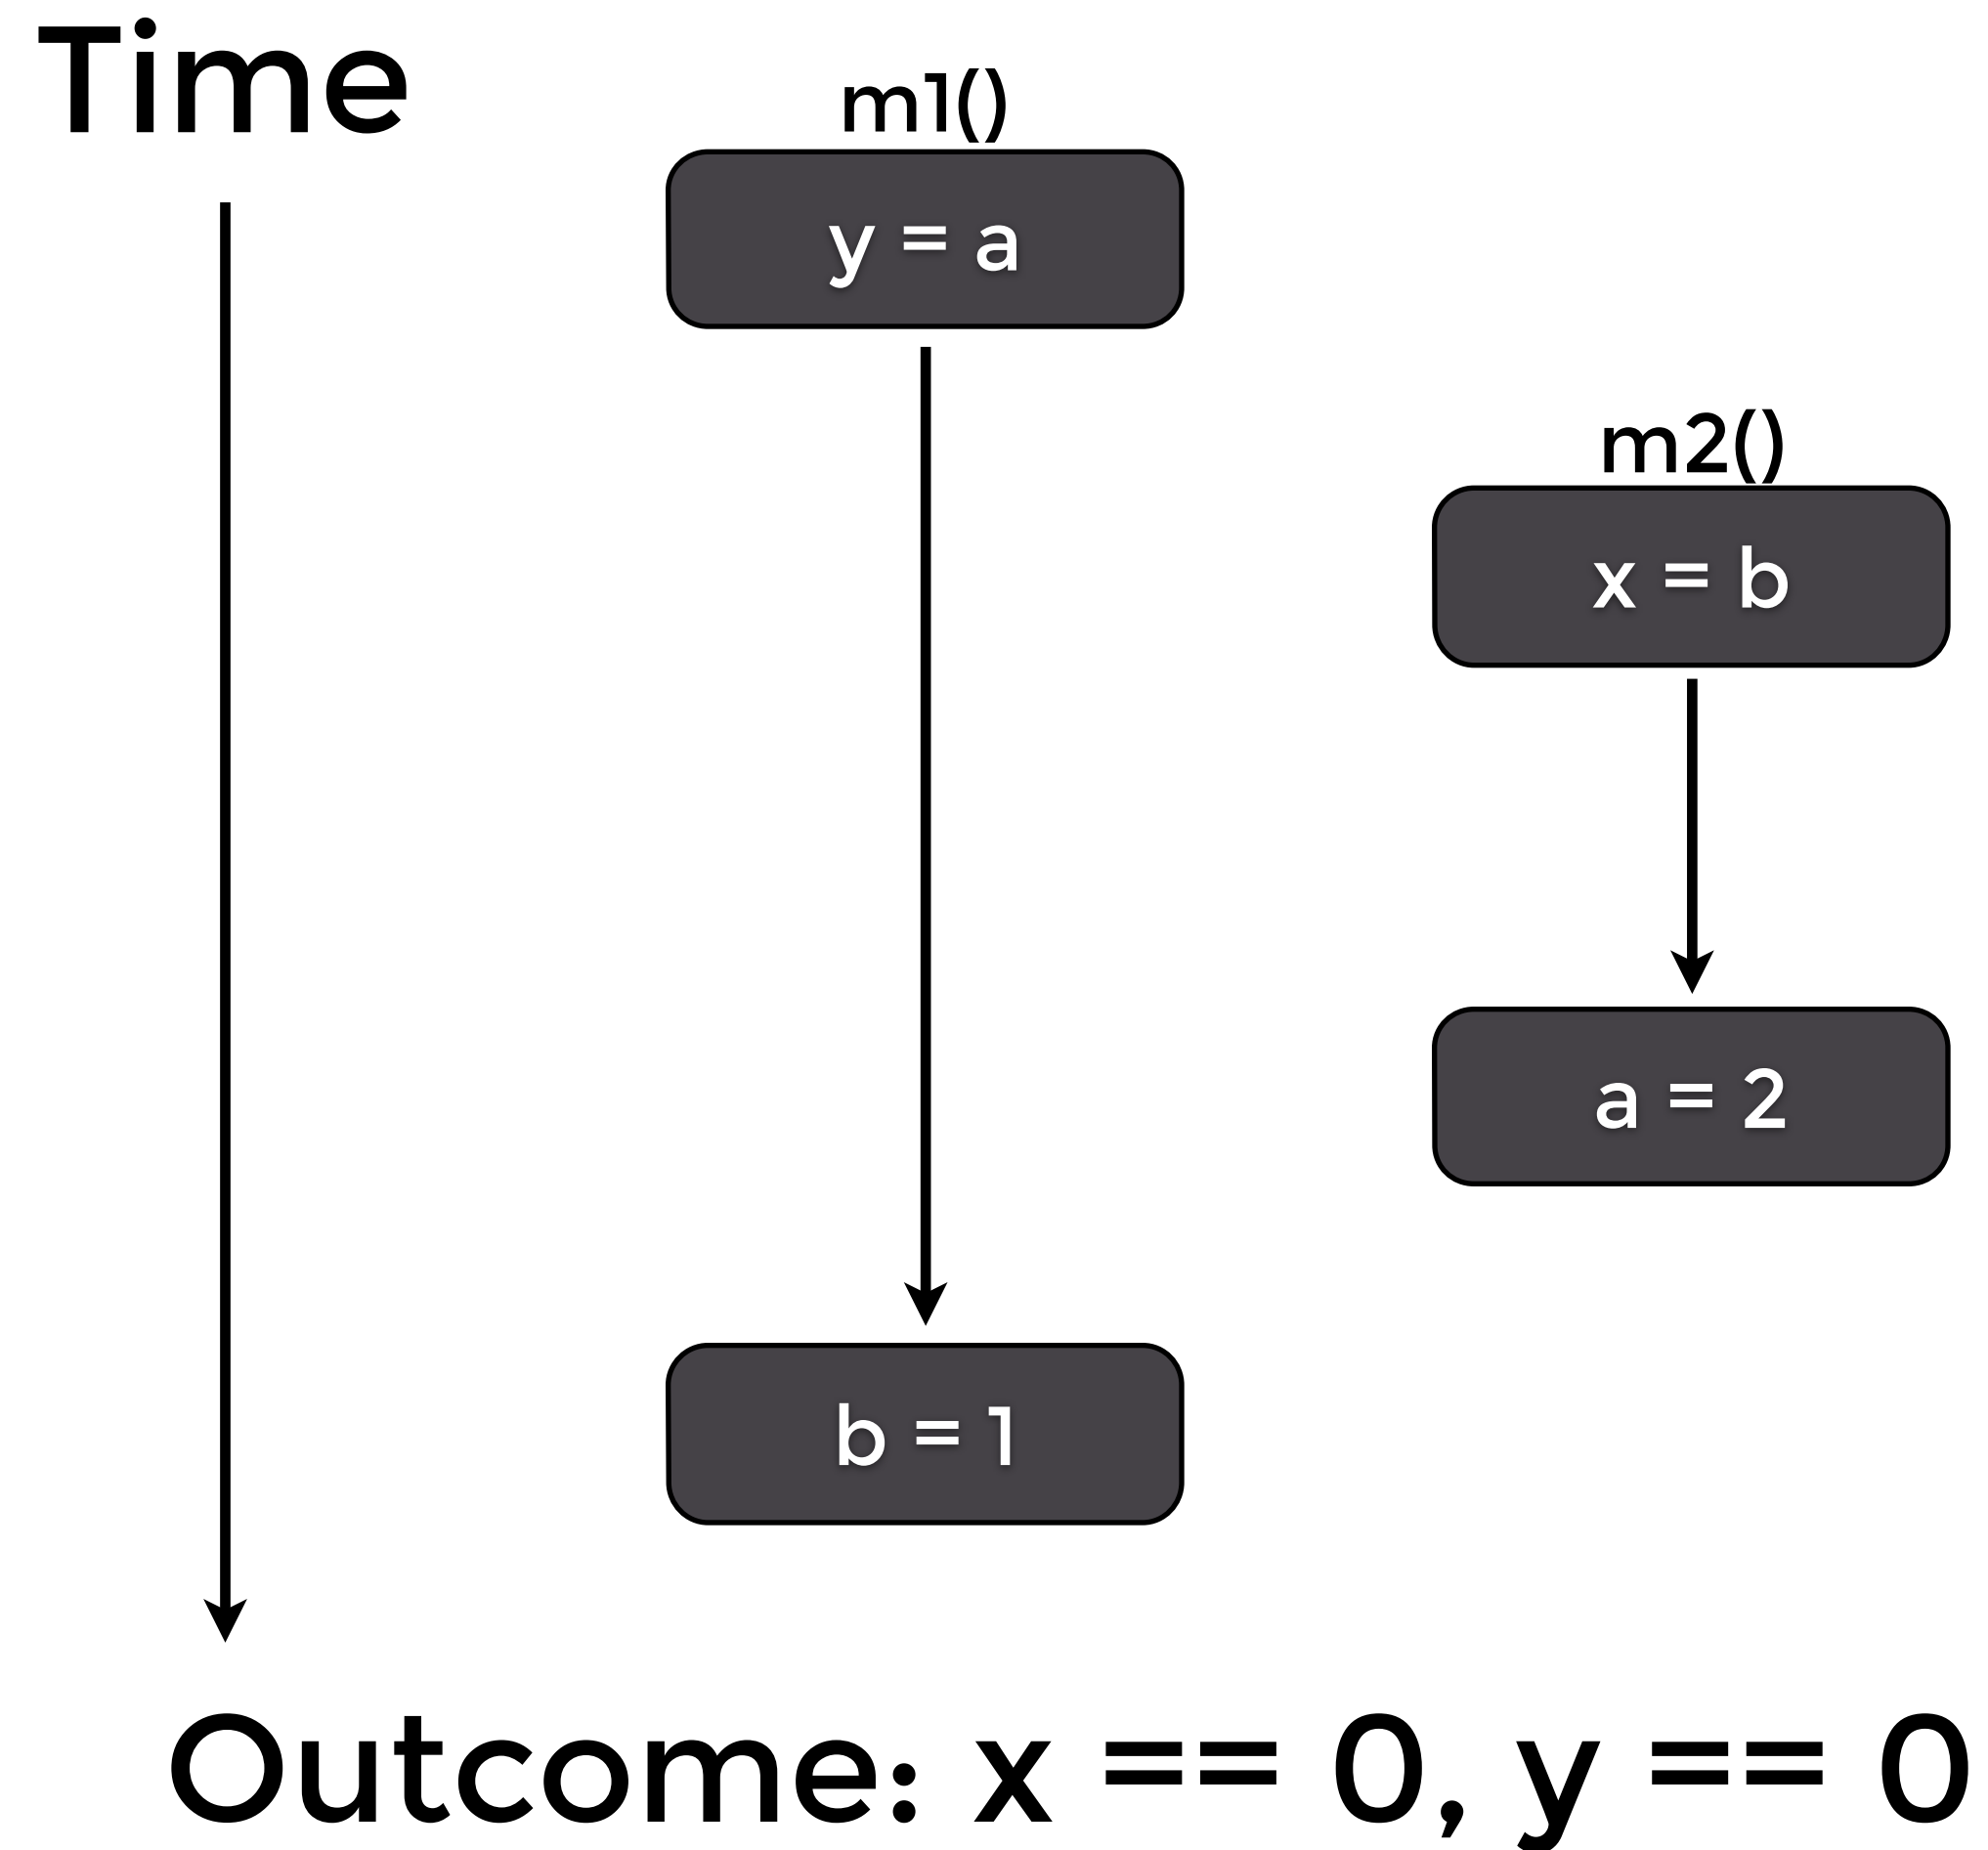 Time
m1()
y = a
m2()
x = b
a = 2
b = 1
Outcome: x == 0, y == 0